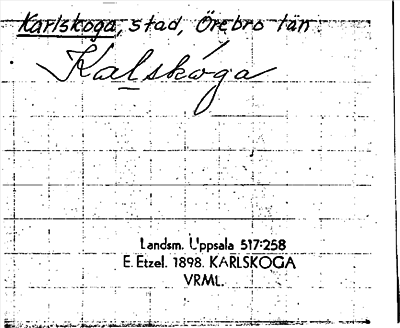 Karlskoga, stad, Örebro län
Kalskóga
Landsm. Uppsala 517:258
E. Etzel. 1898. KARLSKOGA
VRML.